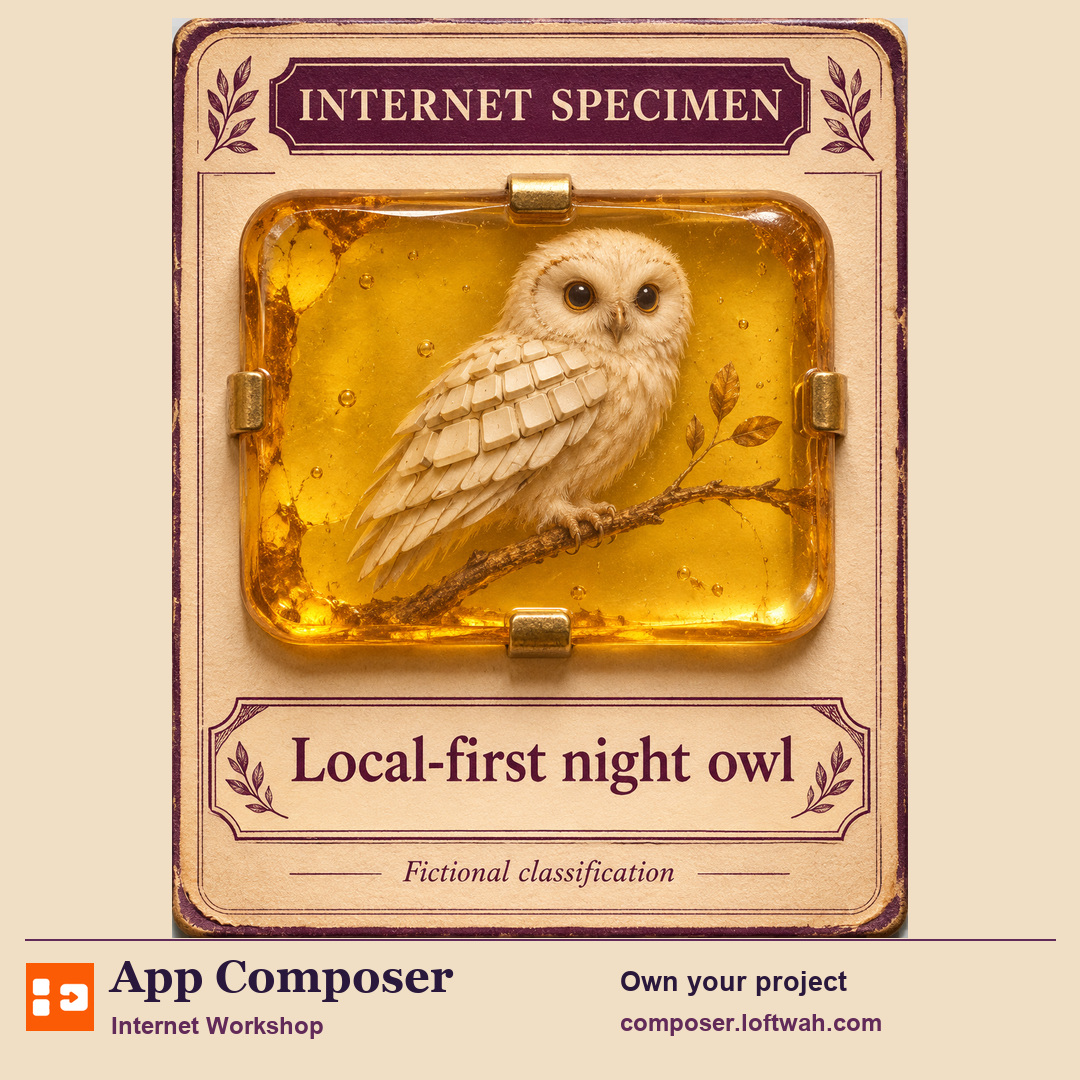 INTERNET SPECIMEN
Local-first night owl
Fictional classification
App Composer
Internet Workshop
Own your project
composer.loftwah.com